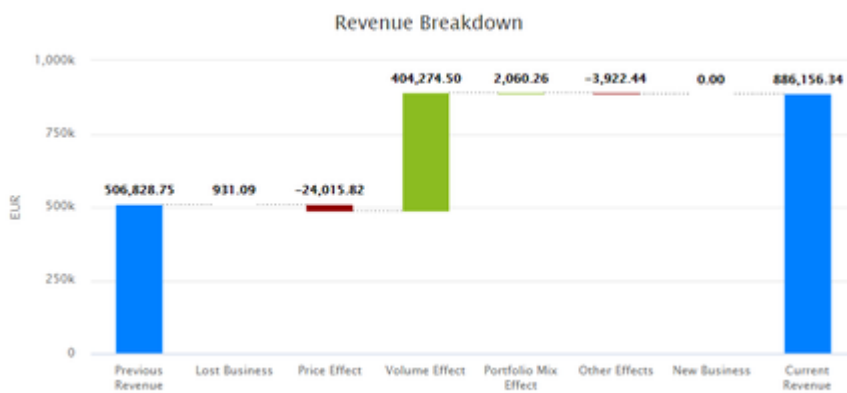 Revenue Breakdown
1,000k
750k
500k
250k
0
EUR
506,828.75
931.09
-24,015.82
404,274.50
2,060.26
-3,922.44
0.00
886,156.34
Previous
Revenue
Lost Business
Price Effect
Volume Effect
Portfolio Mix
Effect
Other Effects
New Business
Current
Revenue